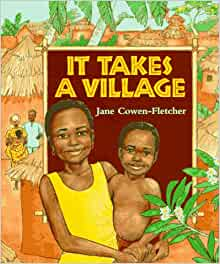 IT TAKES
A VILLAGE
Jane Cowen-Fletcher